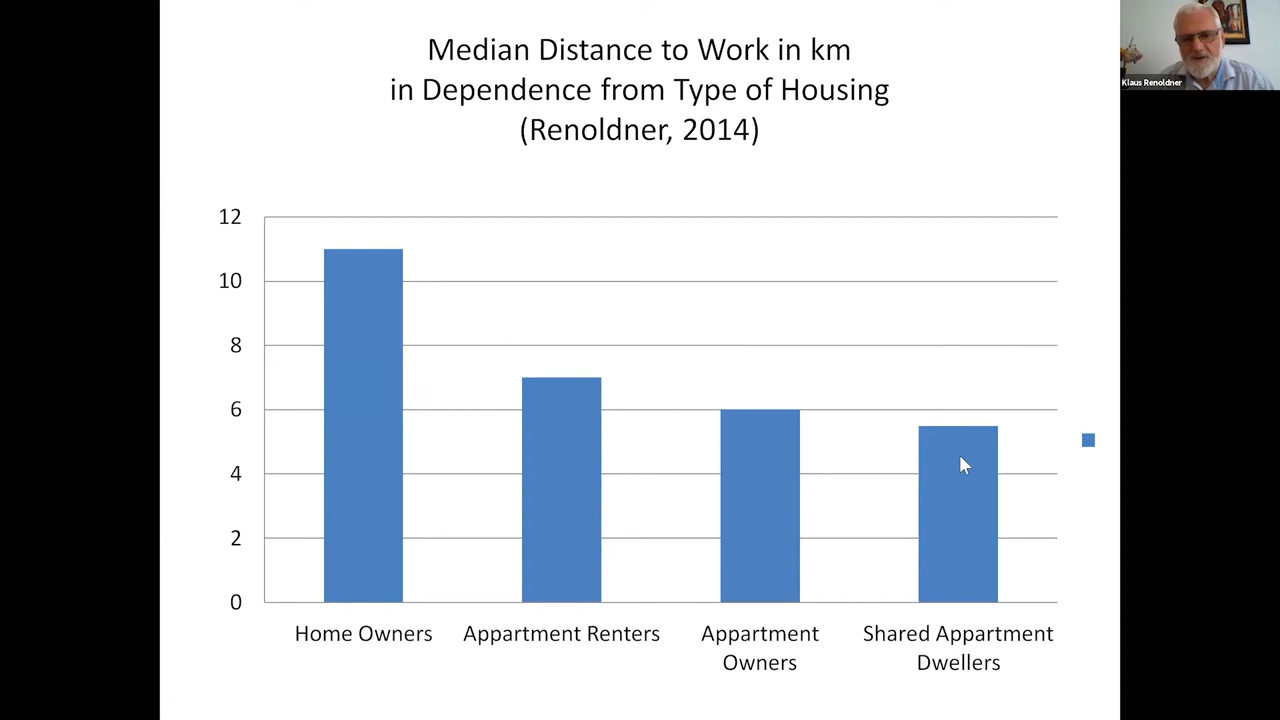 Median Distance to Work in km
in Dependence from Type of Housing
(Renoldner, 2014)
Klaus Renoldner
12
10
8
6
4
2
0
Home Owners
Appartment Renters
Appartment
Owners
Shared Appartment
Dwellers